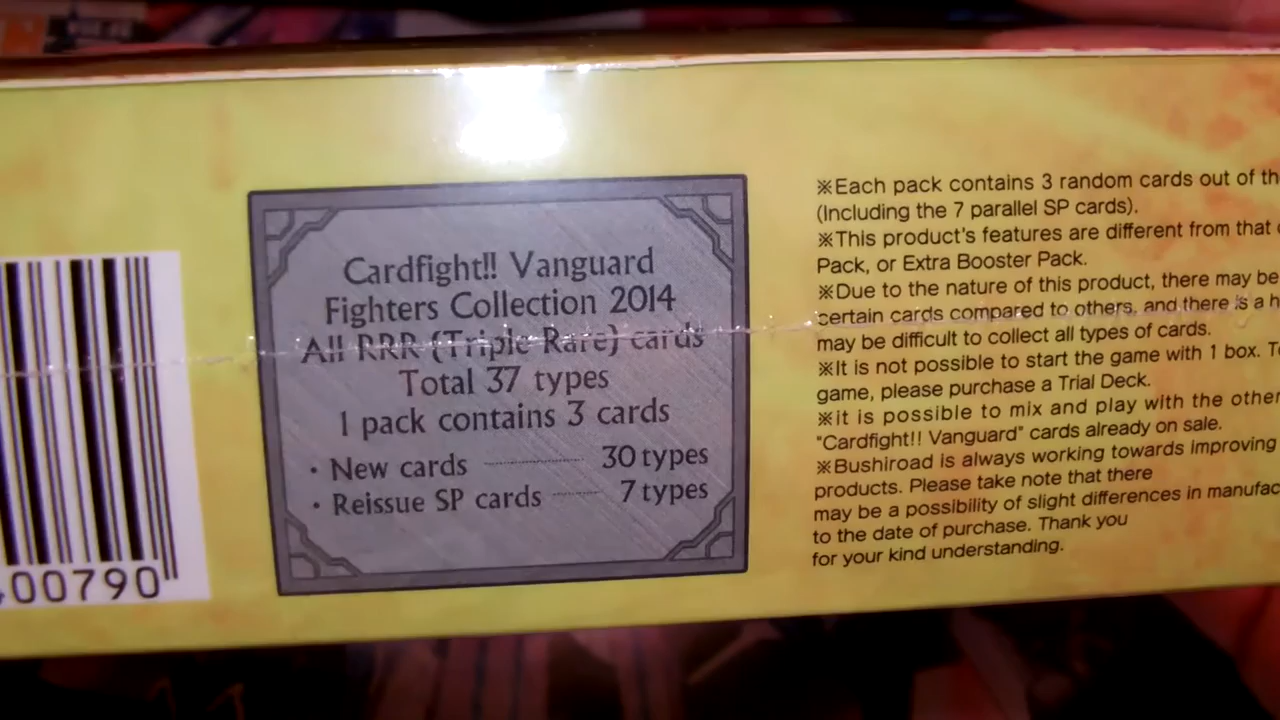 00790
Cardfight!! Vanguard
Fighters Collection 2014
All RRR (Triple Rare) cards
Total 37 types
1 pack contains 3 cards
• New cards ············ 30 types
• Reissue SP cards ······ 7 types
※Each pack contains 3 random cards out of th
(Including the 7 parallel SP cards).
※This product's features are different from that
Pack, or Extra Booster Pack.
※Due to the nature of this product, there may be
certain cards compared to others, and there is a h
may be difficult to collect all types of cards.
※It is not possible to start the game with 1 box. T
game, please purchase a Trial Deck.
※it is possible to mix and play with the other
"Cardfight!! Vanguard" cards already on sale.
※Bushiroad is always working towards improving
products. Please take note that there
may be a possibility of slight differences in manufac
to the date of purchase. Thank you
for your kind understanding.